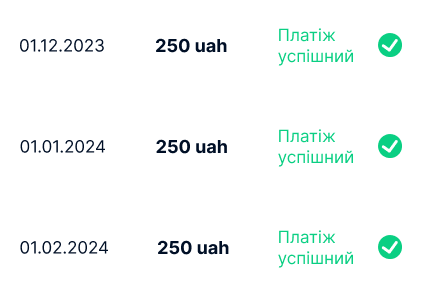 01.12.2023 250 uah Платіж
успішний
01.01.2024 250 uah Платіж
успішний
01.02.2024 250 uah Платіж
успішний